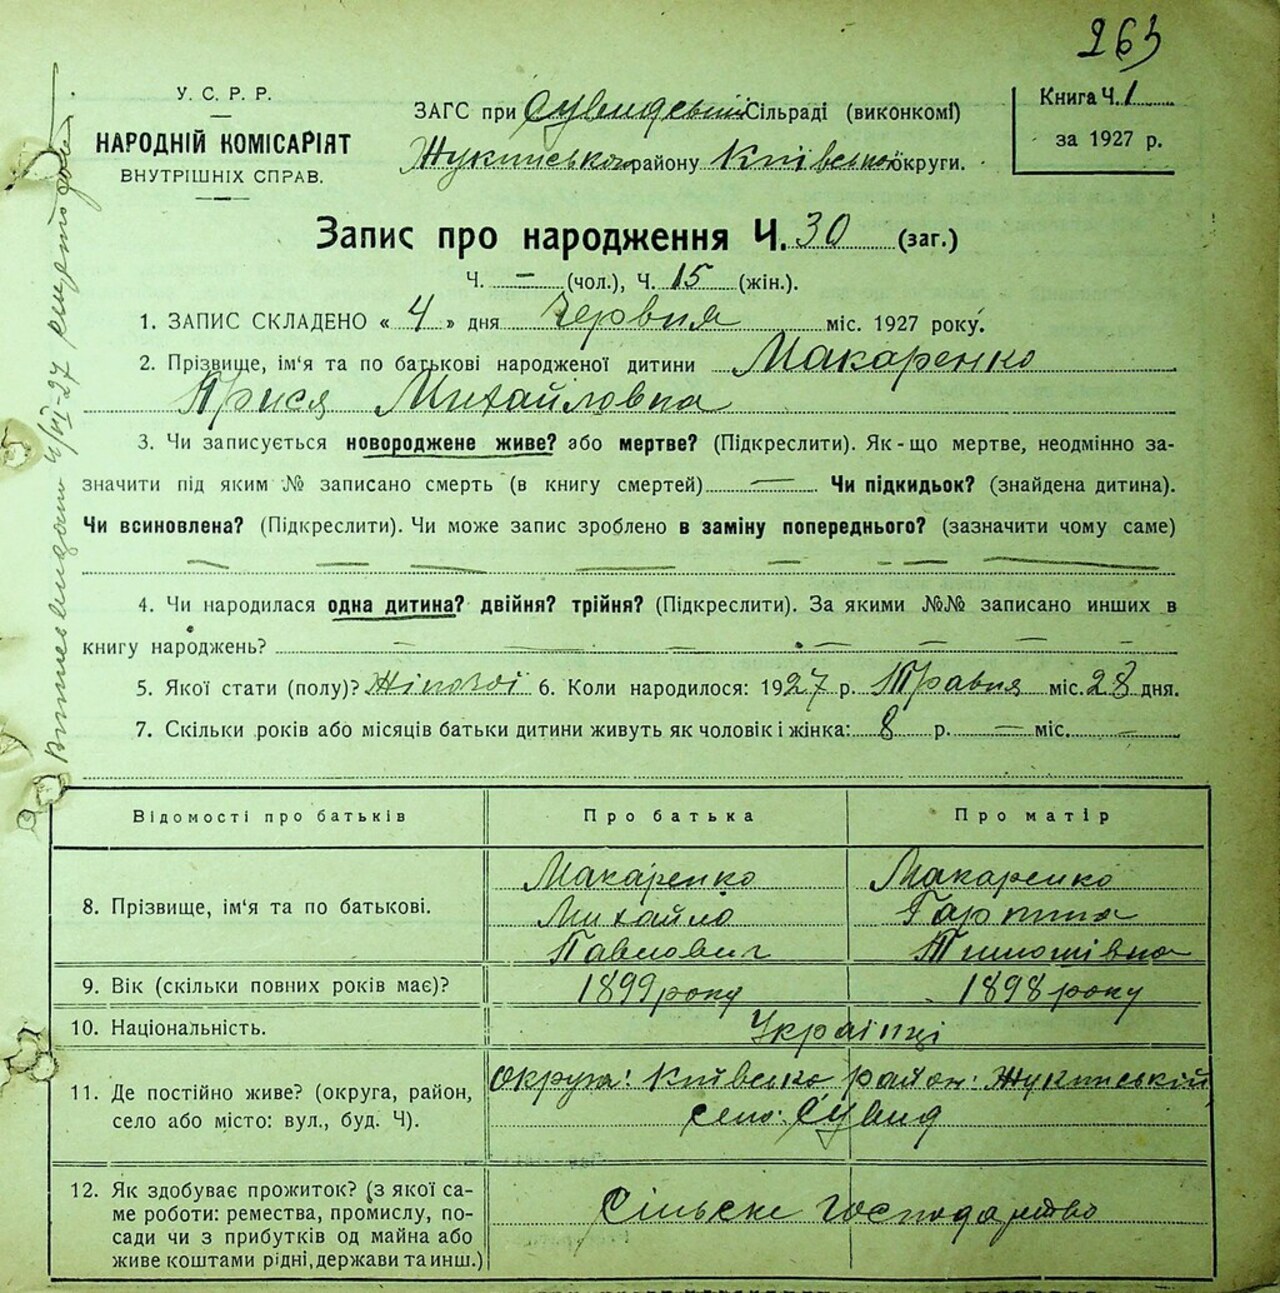 263
У. С. Р. Р.
НАРОДНІЙ КОМІСАРІЯТ
ВНУТРІШНІХ СПРАВ.
ЗАГС при Сувидській Сільраді (виконкомі)
Жукинського району Київської округи.
Книга Ч. 1
за 1927 р.
Запис про народження Ч. 30 (заг.)
Ч. — (чол.), Ч. 15 (жін.).
1. ЗАПИС СКЛАДЕНО « 4 » дня Червня міс. 1927 року.
2. Прізвище, ім'я та по батькові народженої дитини Макаренко
Прися Михайловна
3. Чи записується новороджене живе? або мертве? (Підкреслити). Як-що мертве, неодмінно за-
значити під яким № записано смерть (в книгу смертей) — Чи підкидьок? (знайдена дитина).
Чи всиновлена? (Підкреслити). Чи може запис зроблено в заміну попереднього? (зазначити чому саме)
4. Чи народилася одна дитина? двійня? трійня? (Підкреслити). За якими №№ записано инших в
книгу народжень?
5. Якої стати (полу)? Жіночої 6. Коли народилося: 1927 р. Травня міс. 28 дня.
7. Скільки років або місяців батьки дитини живуть як чоловік і жінка: 8 р. — міс. —
Відомості про батьків Про батька Про матір
8. Прізвище, ім'я та по батькові.
Макаренко
Михайло
Павлович
Макаренко
Гарпина
Тимошівна
9. Вік (скільки повних років має)? 1899 року 1898 року
10. Національність. Українці
11. Де постійно живе? (округа, район,
село або місто: вул., буд. Ч).
округа: Київсько район: Жукинській
село: Сувид
12. Як здобуває прожиток? (з якої са-
ме роботи: ремества, промислу, по-
сади чи з прибутків од майна або
живе коштами рідні, держави та инш.)
Сільське господарство